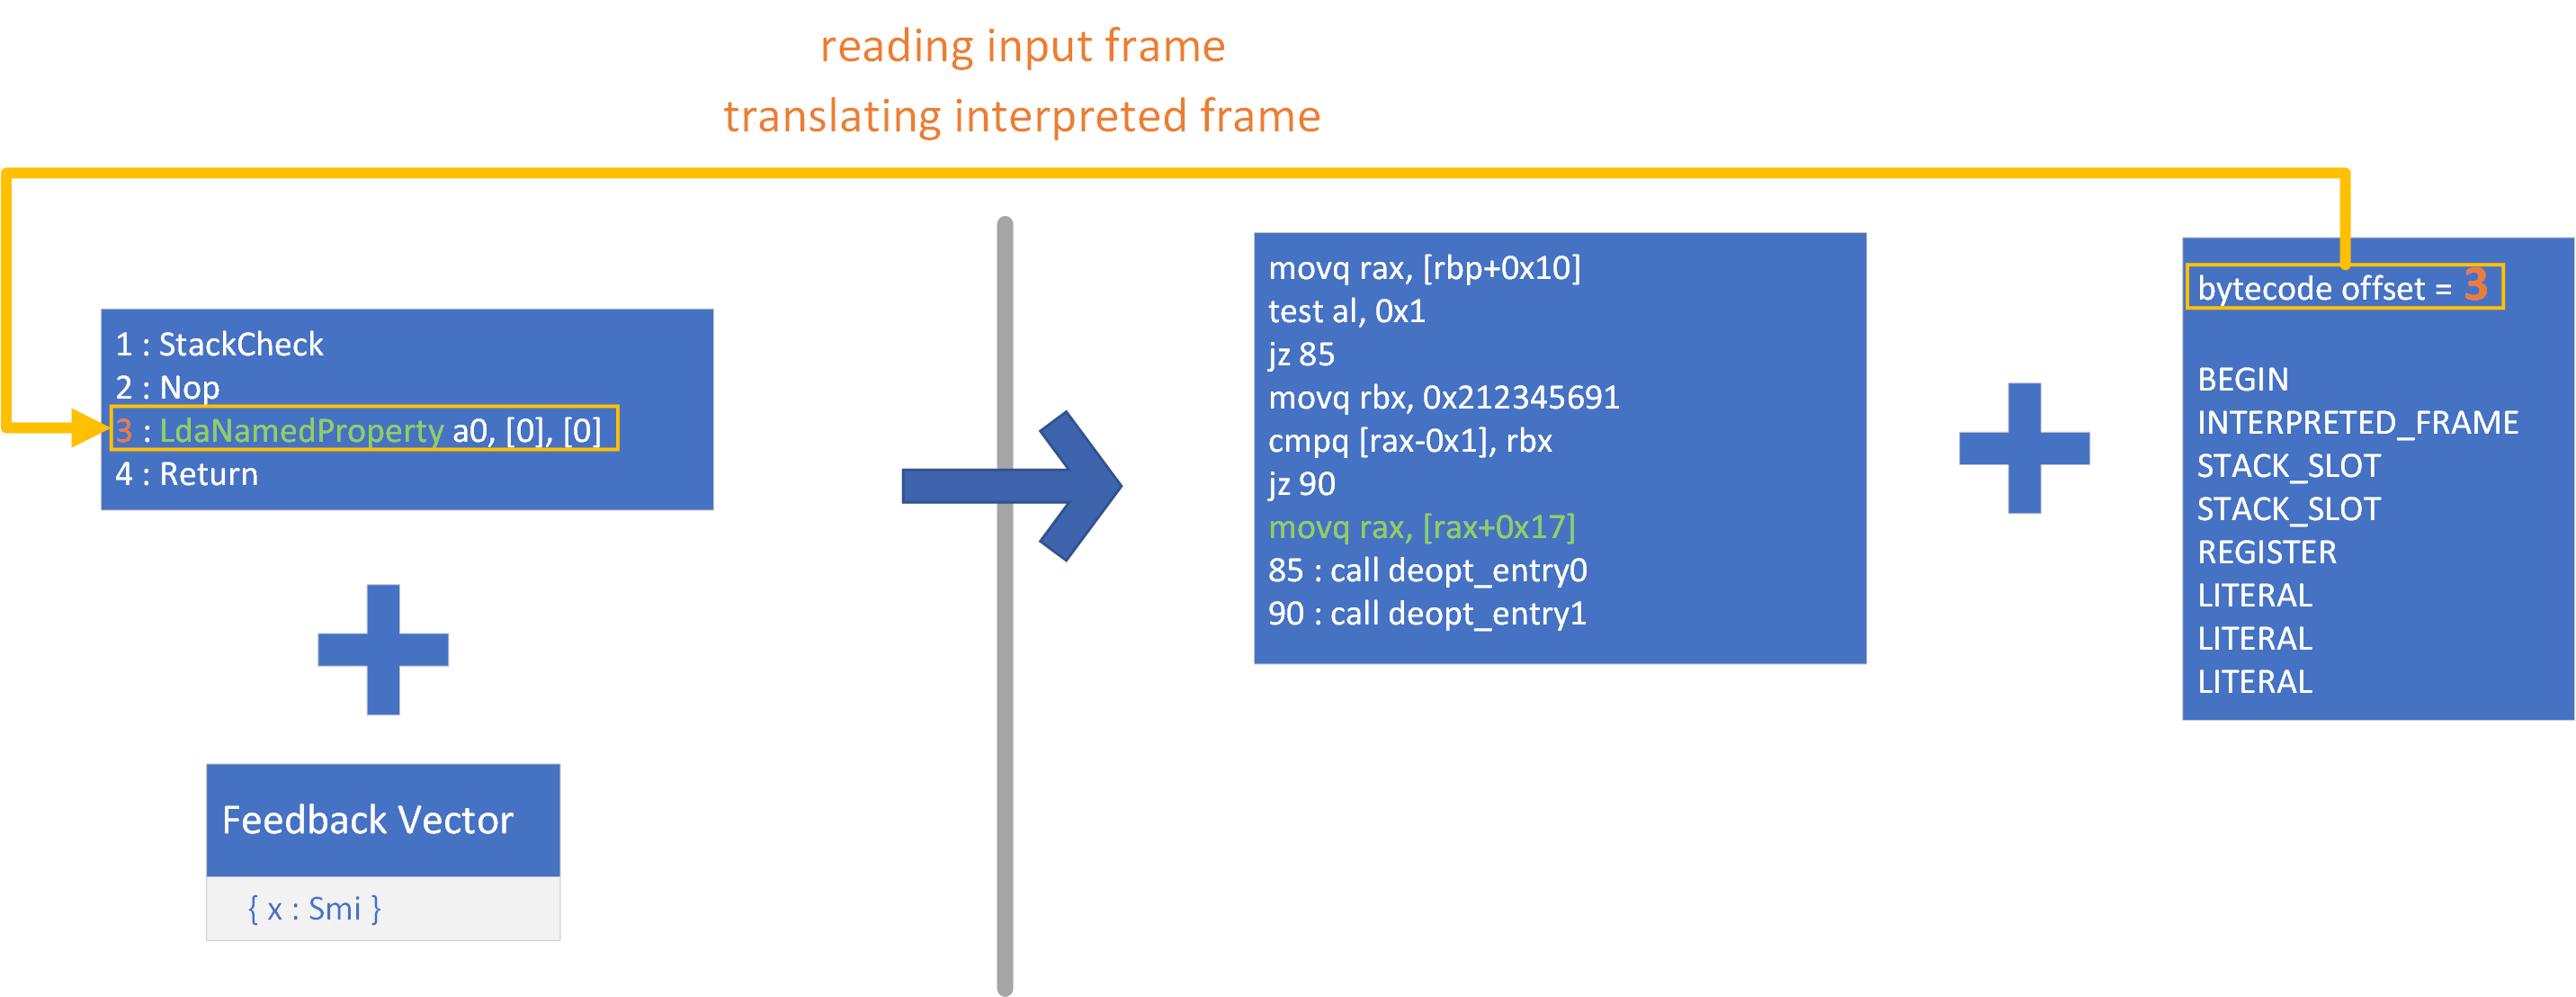 reading input frame
translating interpreted frame
1 : StackCheck
2 : Nop
3 : LdaNamedProperty a0, [0], [0]
4 : Return
Feedback Vector
{ x : Smi }
movq rax, [rbp+0x10]
test al, 0x1
jz 85
movq rbx, 0x212345691
cmpq [rax-0x1], rbx
jz 90
movq rax, [rax+0x17]
85 : call deopt_entry0
90 : call deopt_entry1
bytecode offset = 3
BEGIN
INTERPRETED_FRAME
STACK_SLOT
STACK_SLOT
REGISTER
LITERAL
LITERAL
LITERAL